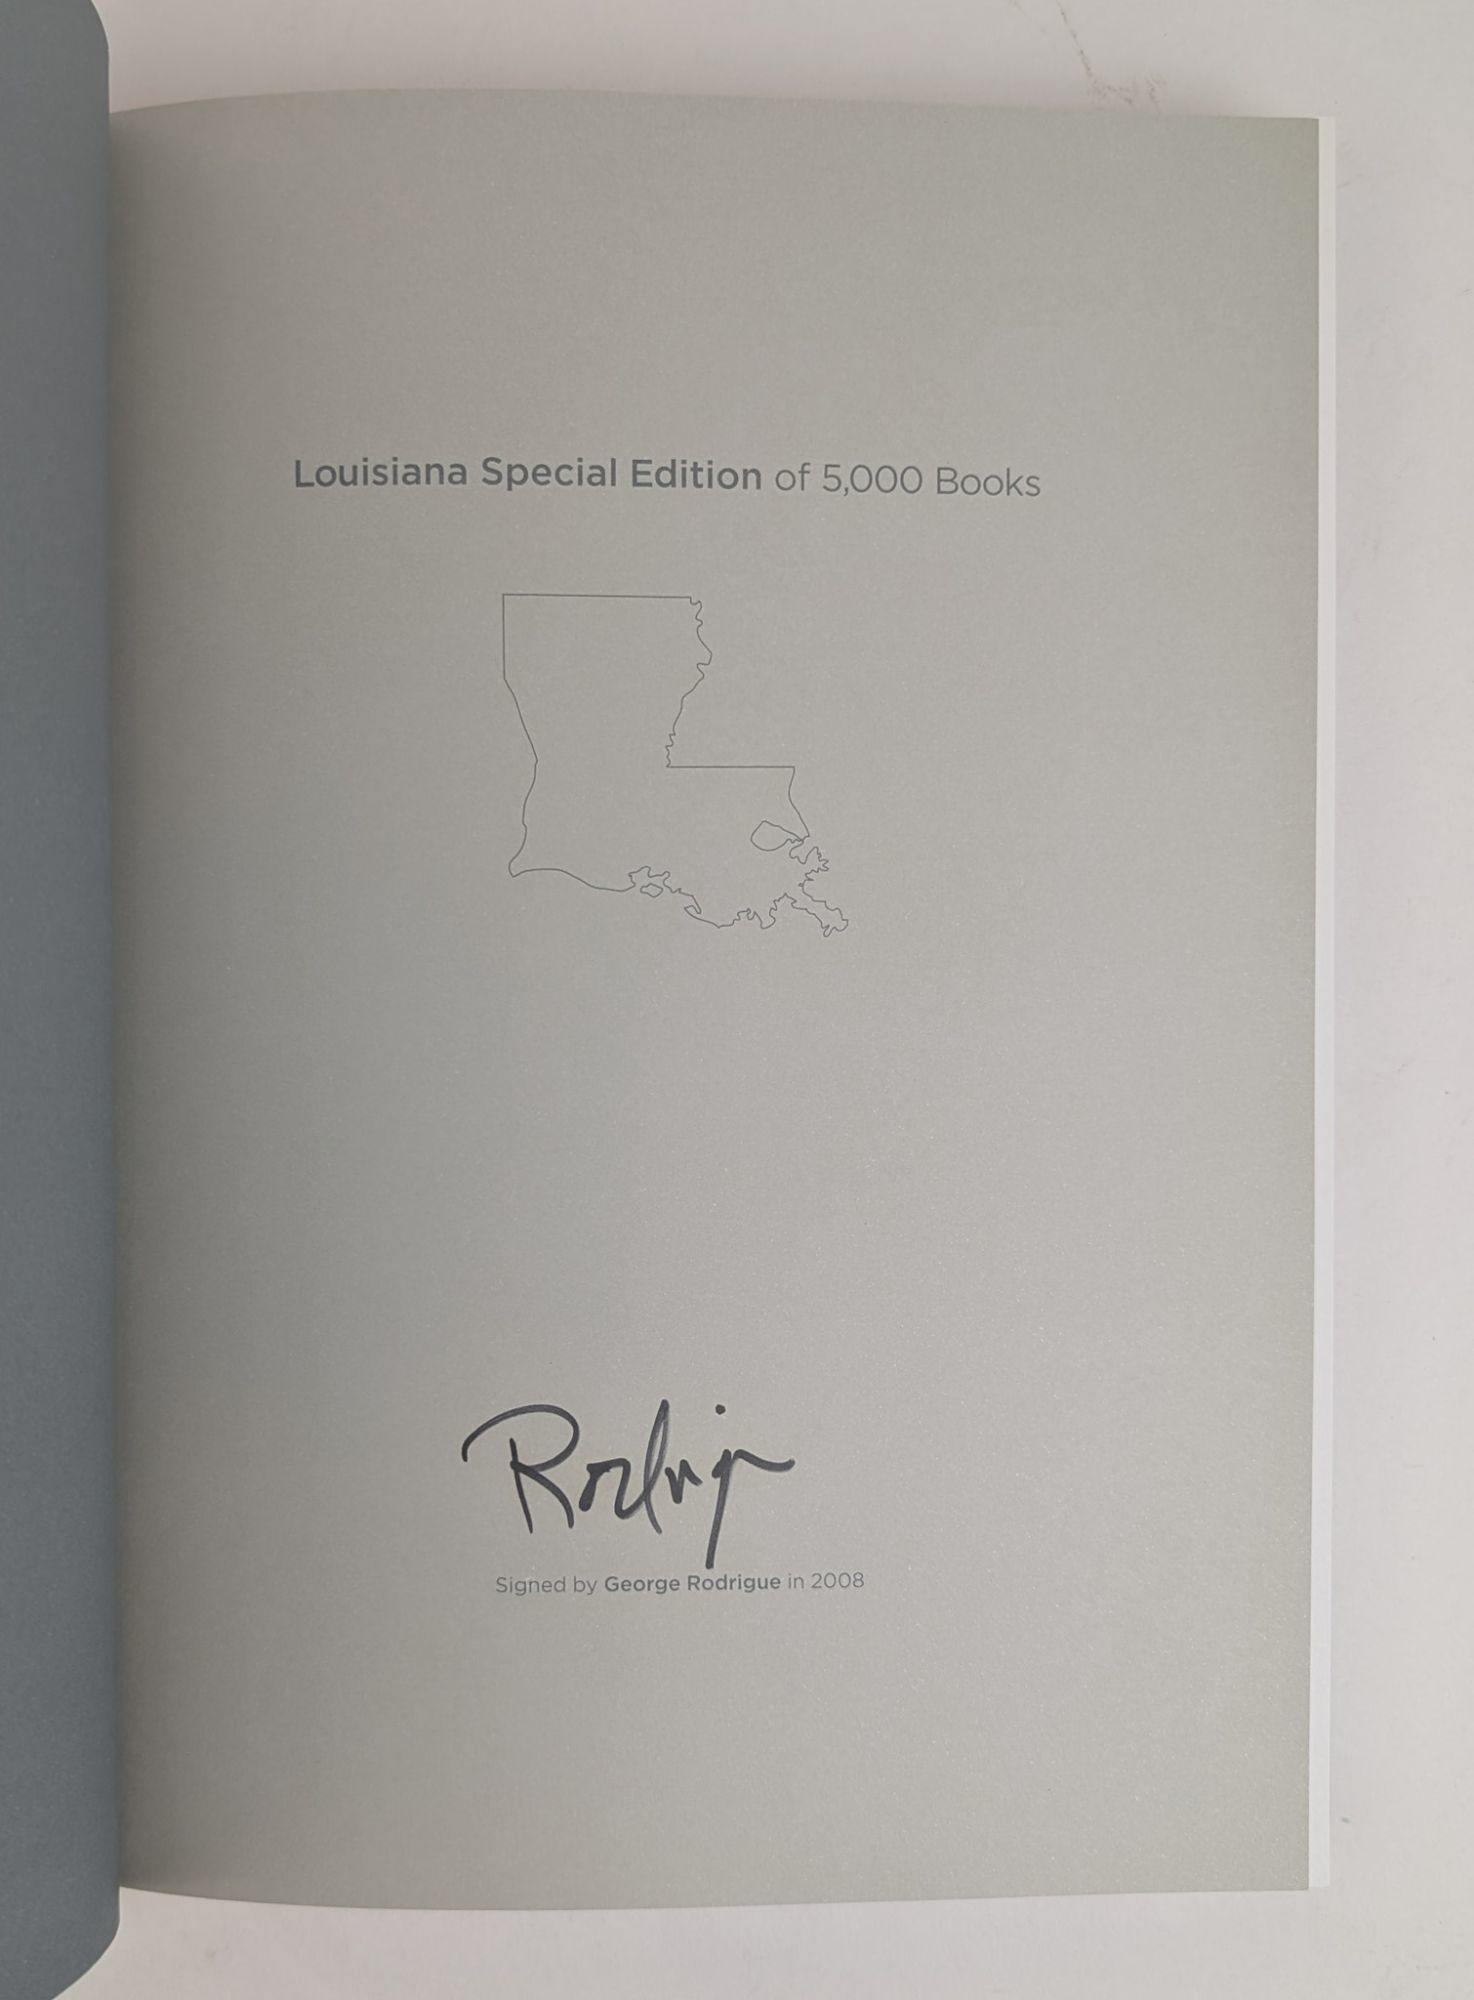 Louisiana Special Edition of 5,000 Books
Rodrigue
Signed by George Rodrigue in 2008